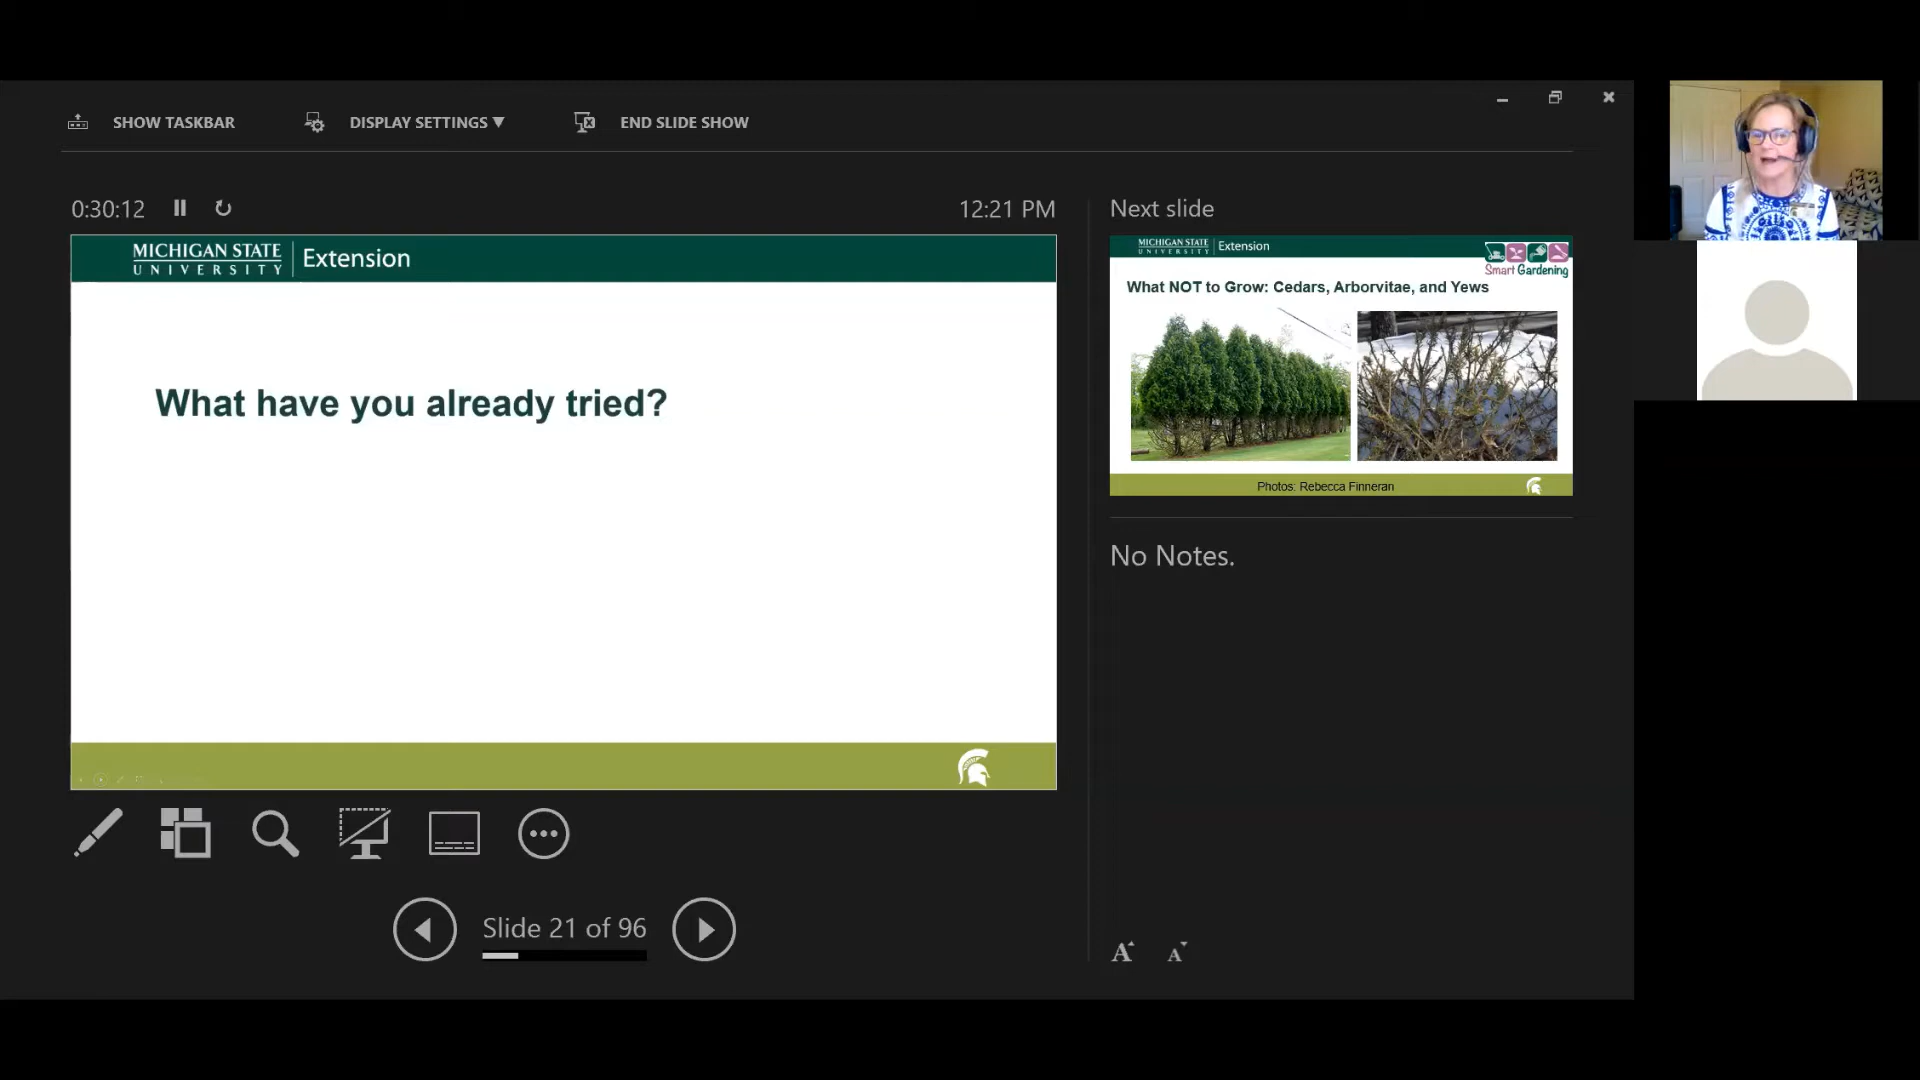 SHOW TASKBAR
DISPLAY SETTINGS ▼
END SLIDE SHOW
0:30:12
12:21 PM
MICHIGAN STATE
UNIVERSITY
Extension
What have you already tried?
Slide 21 of 96
Next slide
MICHIGAN STATE
UNIVERSITY
Extension
Smart Gardening
What NOT to Grow: Cedars, Arborvitae, and Yews
Photos: Rebecca Finneran
No Notes.
A A